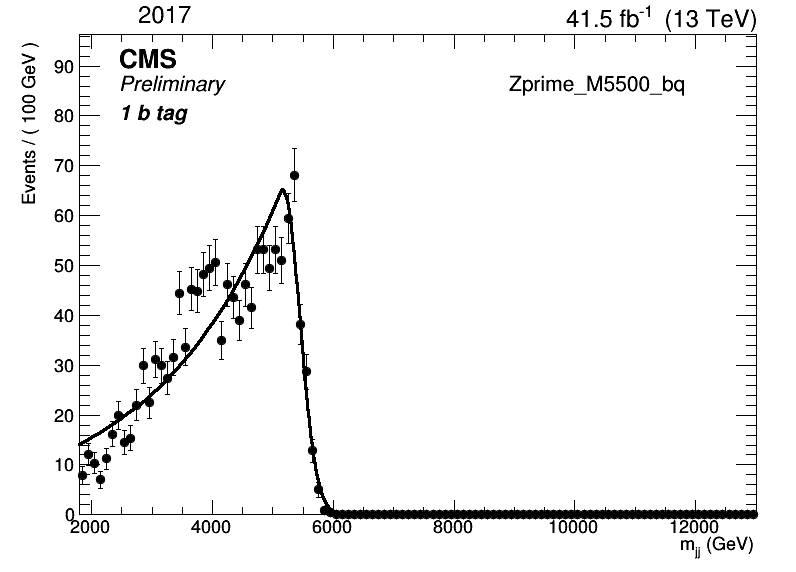 2017 41.5 fb-1 (13 TeV)
CMS
Preliminary
1 b tag
Zprime_M5500_bq
Events / ( 100 GeV )
90
80
70
60
50
40
30
20
10
0
2000 4000 6000 8000 10000 12000
mjj (GeV)